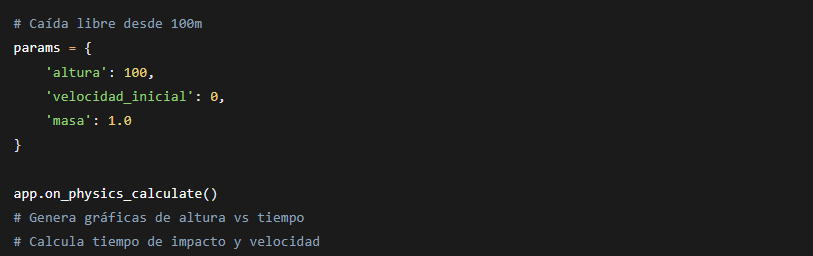 # Caída libre desde 100m
params = {
    'altura': 100,
    'velocidad_inicial': 0,
    'masa': 1.0
}
app.on_physics_calculate()
# Genera gráficas de altura vs tiempo
# Calcula tiempo de impacto y velocidad